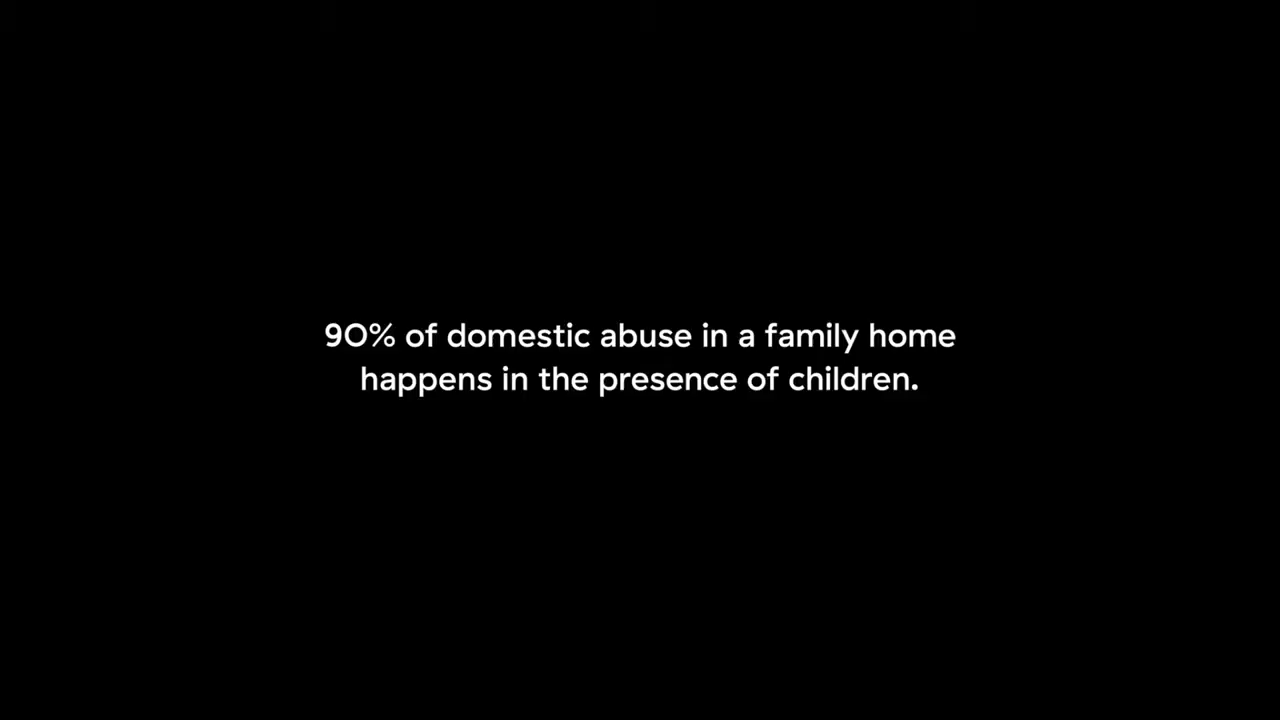 90% of domestic abuse in a family home
happens in the presence of children.